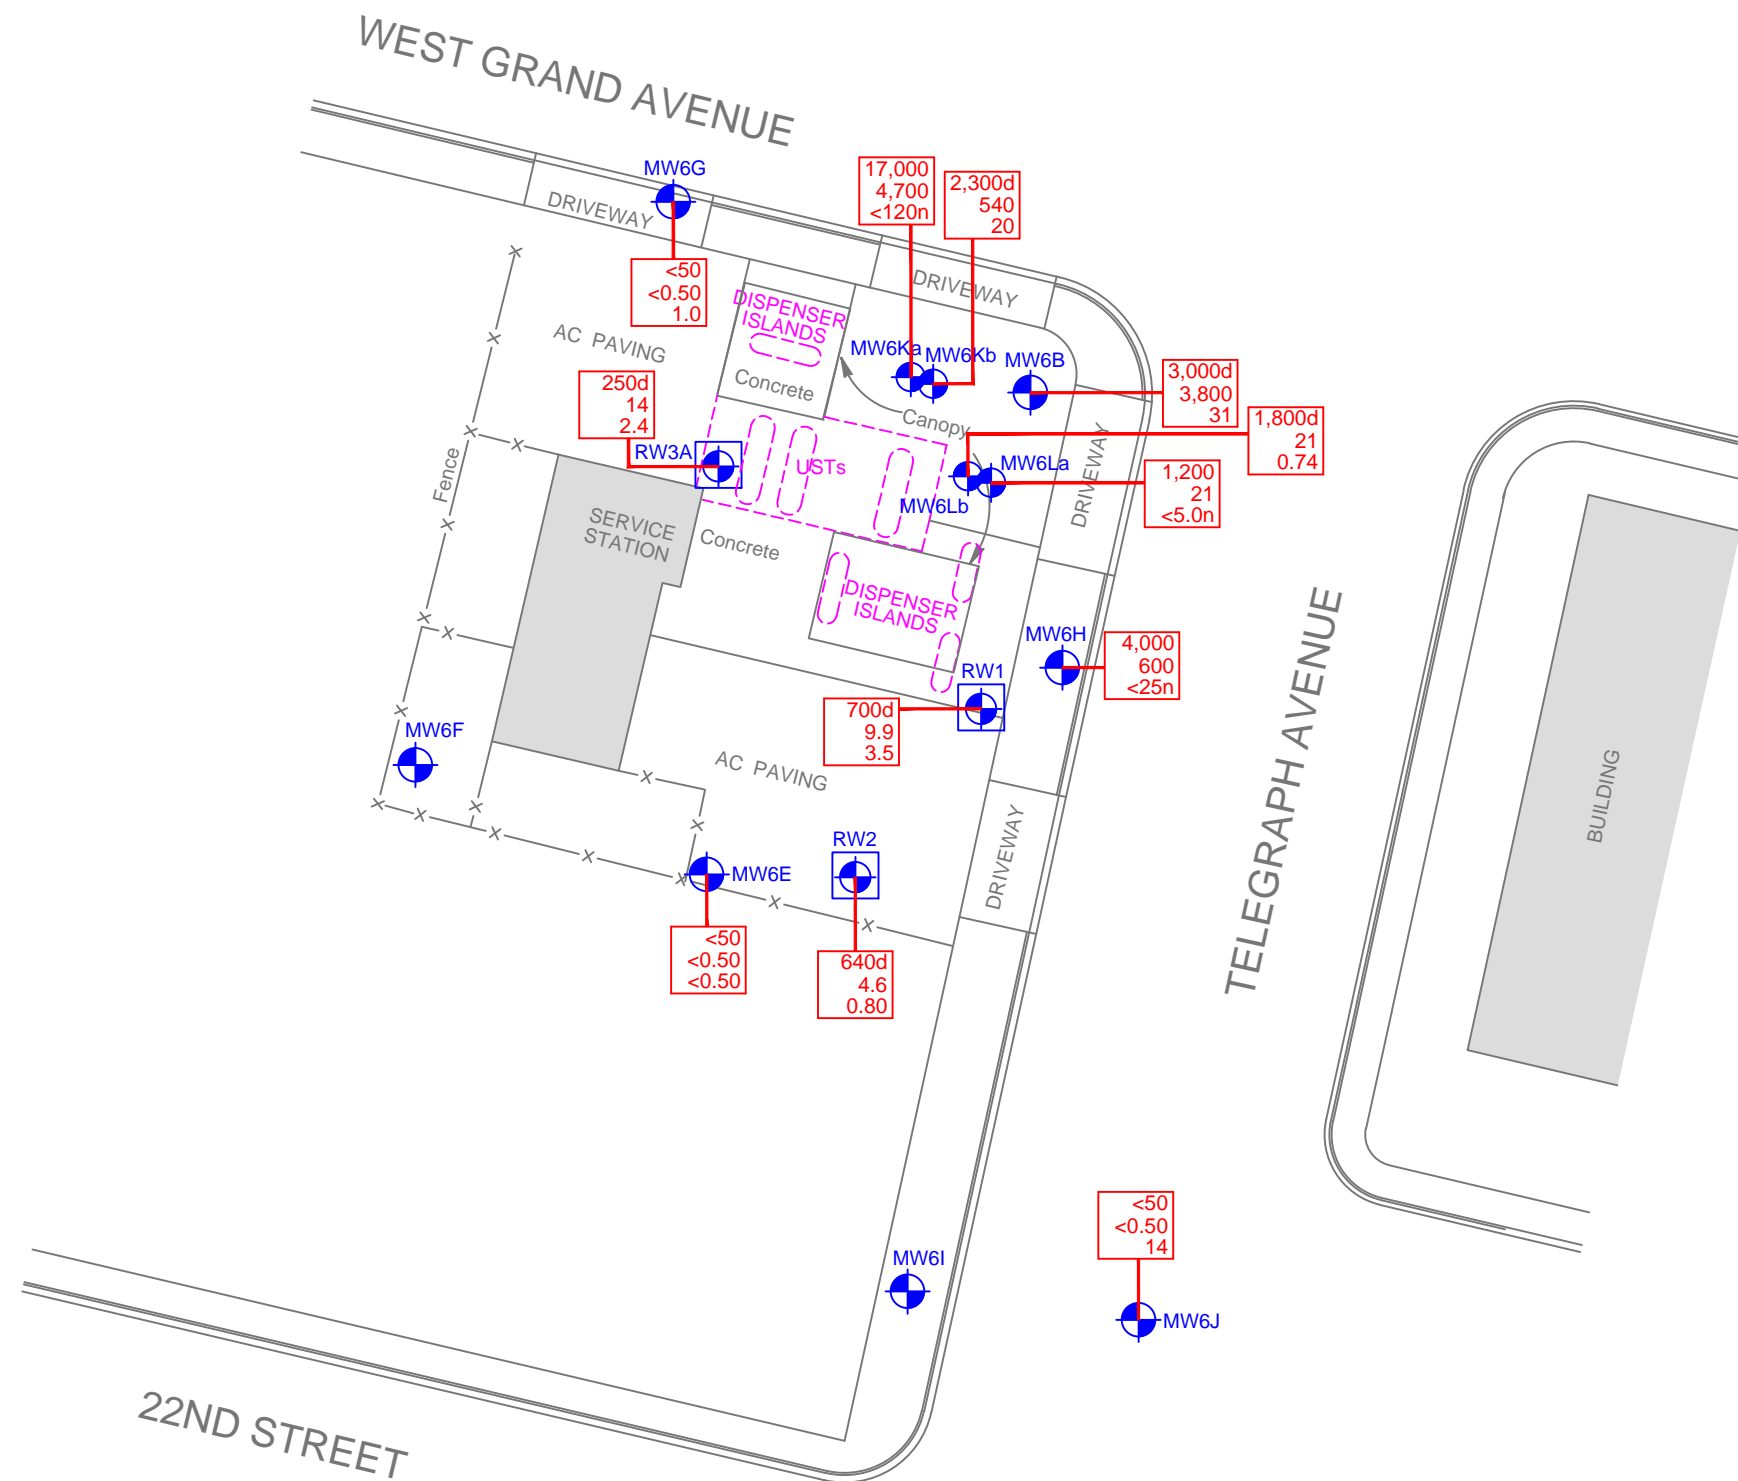 WEST GRAND AVENUE
MW6G
DRIVEWAY
<50
<0.50
1.0
17,000
4,700
<120n
2,300d
540
20
DRIVEWAY
DISPENSER
ISLANDS
AC PAVING
MW6Ka
MW6Kb
MW6B
Concrete
3,000d
3,800
31
250d
14
2.4
Canopy
1,800d
21
0.74
RW3A
USTs
MW6La
1,200
21
<5.0n
MW6Lb
DRIVEWAY
Fence
SERVICE
STATION
Concrete
DISPENSER
ISLANDS
MW6H
4,000
600
<25n
RW1
700d
9.9
3.5
MW6F
AC PAVING
TELEGRAPH AVENUE
BUILDING
RW2
MW6E
DRIVEWAY
<50
<0.50
<0.50
640d
4.6
0.80
<50
<0.50
14
MW6I
MW6J
22ND STREET